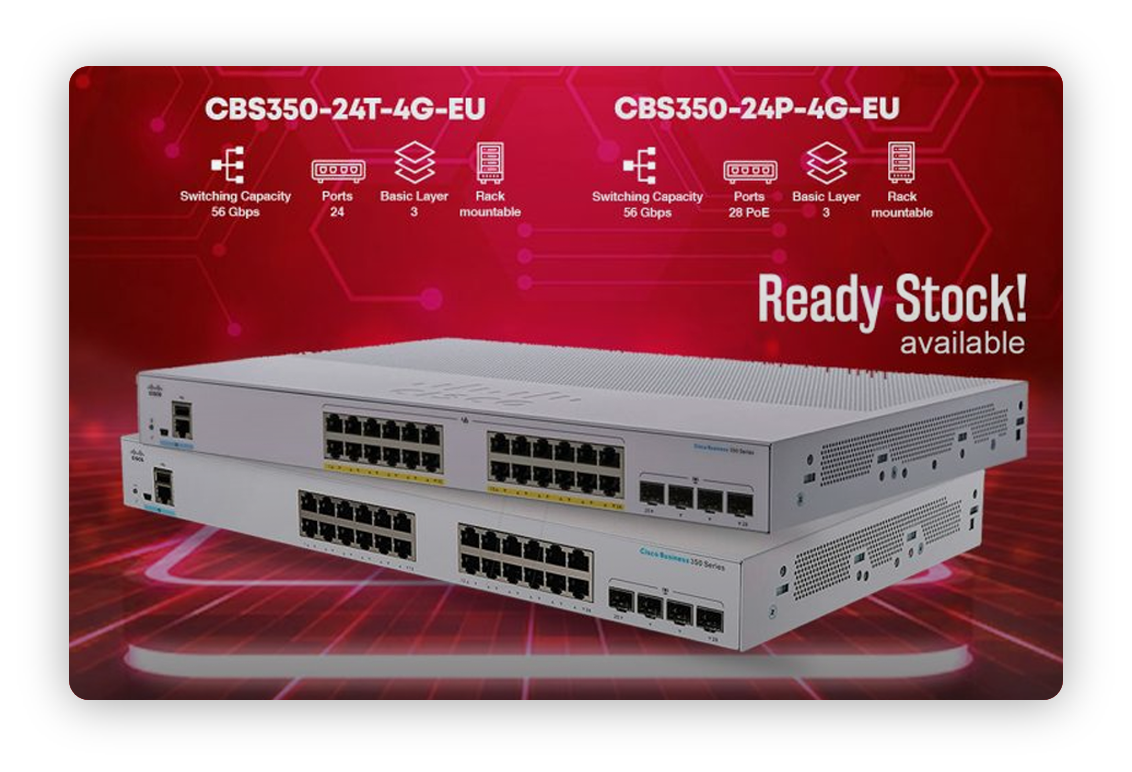 CBS350-24T-4G-EU
Switching Capacity
56 Gbps
Ports
24
Basic Layer
3
Rack
mountable
CBS350-24P-4G-EU
Switching Capacity
56 Gbps
Ports
28 PoE
Basic Layer
3
Rack
mountable
Ready Stock!
available
CISCO
Cisco Business 350 Series
CISCO
Cisco Business 350 Series